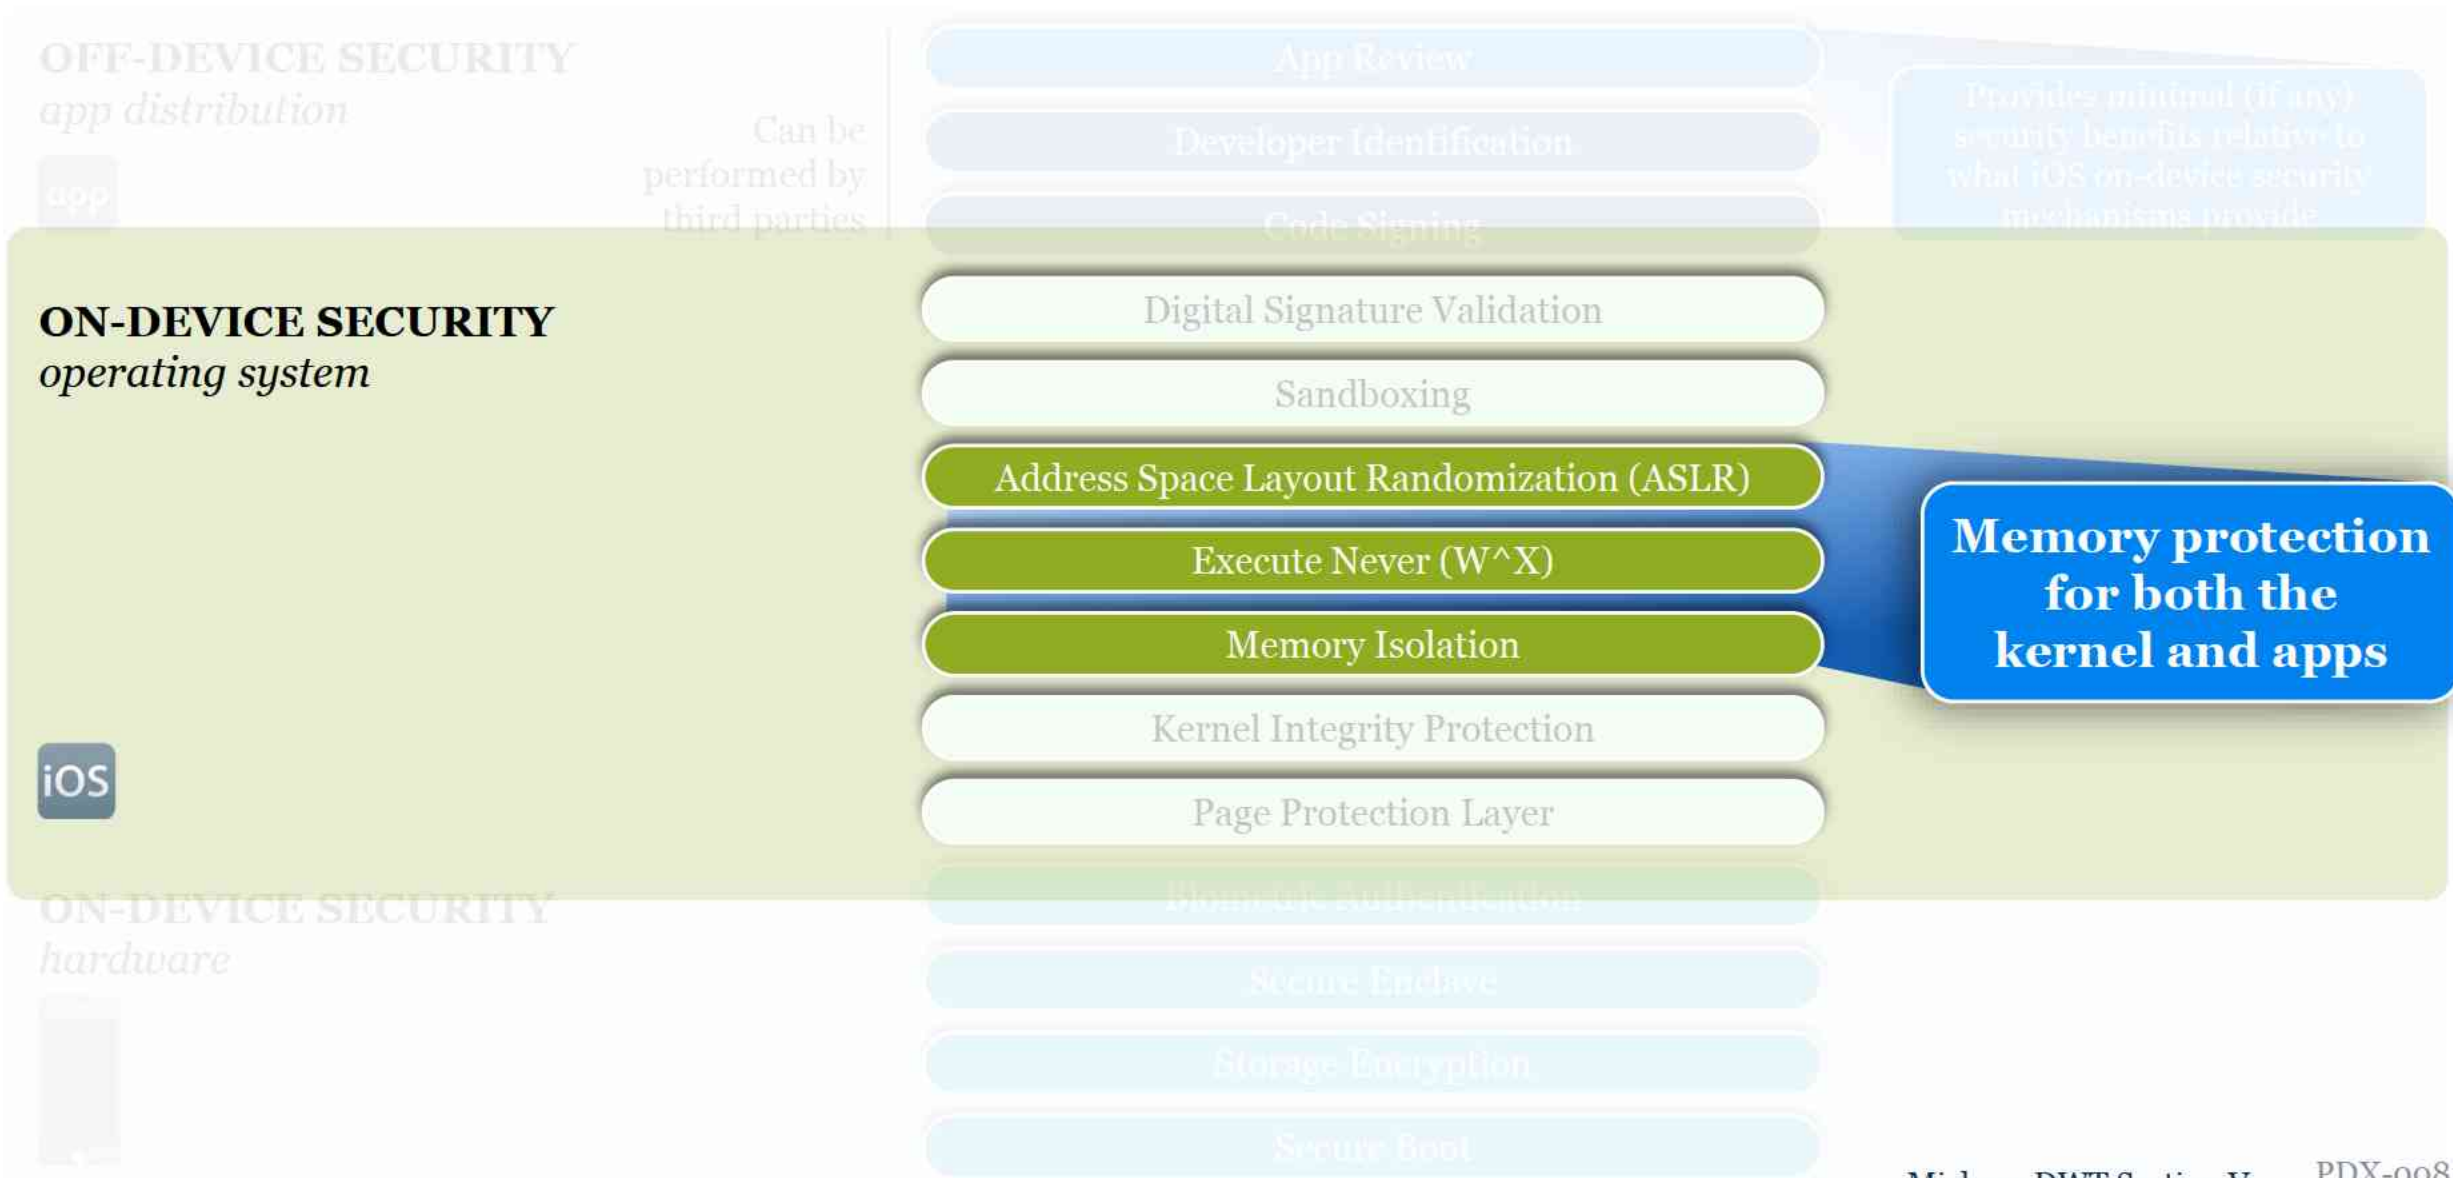 OFF-DEVICE SECURITY
app distribution
app
Can be
performed by
third parties
App Review
Developer Identification
Code Signing
Provides minimal (if any)
security benefits relative to
what iOS on-device security
mechanisms provide
ON-DEVICE SECURITY
operating system
iOS
Digital Signature Validation
Sandboxing
Address Space Layout Randomization (ASLR)
Execute Never (W^X)
Memory Isolation
Kernel Integrity Protection
Page Protection Layer
Memory protection
for both the
kernel and apps
ON-DEVICE SECURITY
hardware
Biometric Authentication
Secure Enclave
Storage Encryption
Secure Boot
PDX-008